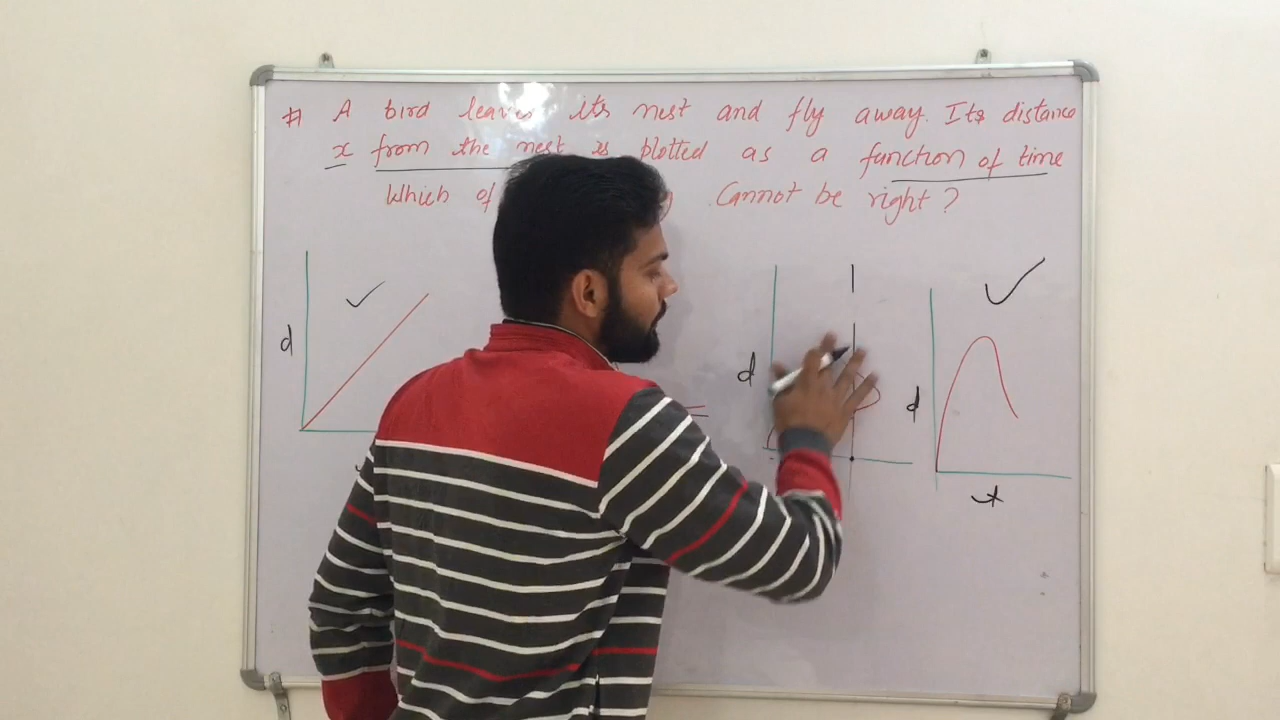 # A bird leaves its nest and fly away. Its distance
x from the nest is plotted as a function of time
Which of Cannot be right?
d
d
d
t